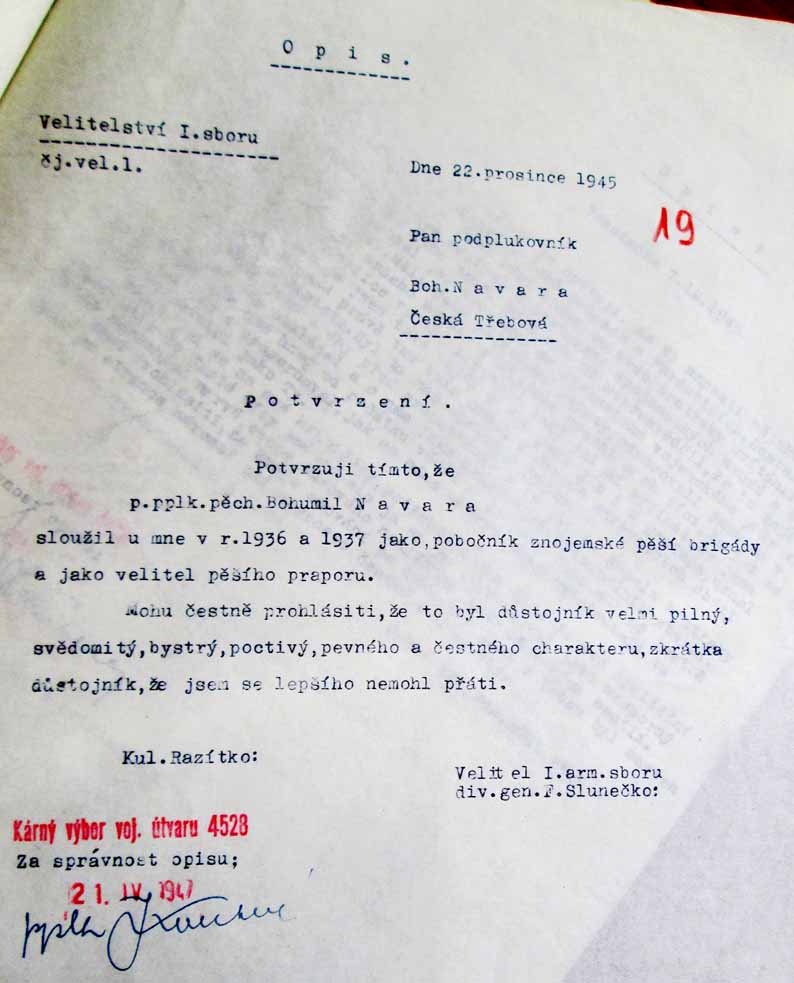 O p i s .
Velitelství I.sboru
čj.vel.l.
Dne 22.prosince 1945
19
Pan podplukovník
Boh.N a v a r a
Česká Třebová
P o t v r z e n í .
Potvrzuji tímto,že
p.pplk.pěch.Bohumil N a v a r a
sloužil u mne v r.1936 a 1937 jako,pobočník znojemské pěší brigády
a jako velitel pěšího praporu.
Mohu čestně prohlásiti,že to byl důstojník velmi pilný,
svědomitý,bystrý,poctivý,pevného a čestného charakteru,zkrátka
důstojník,že jsem se lepšího nemohl přáti.
Kul.Razítko:
Velitel I.arm.sboru
div.gen.F.Slunečko:
Kárný výbor voj. útvaru 4528
Za správnost opisu;
21. IV. 1947